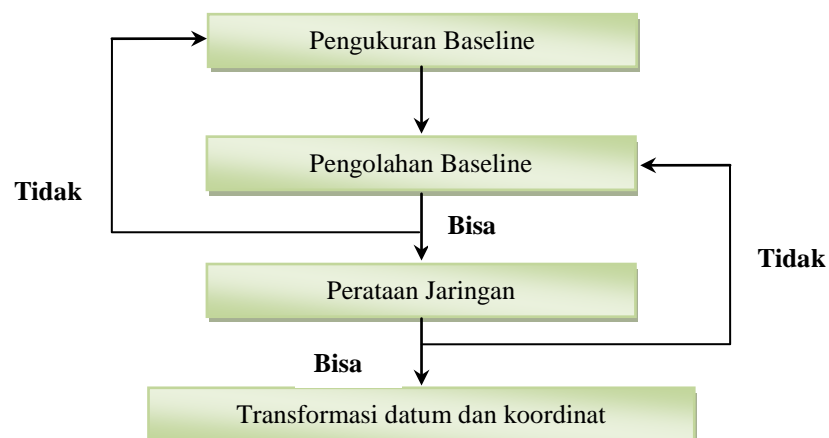 Pengukuran Baseline
Pengolahan Baseline
Tidak
Bisa
Tidak
Perataan Jaringan
Bisa
Transformasi datum dan koordinat